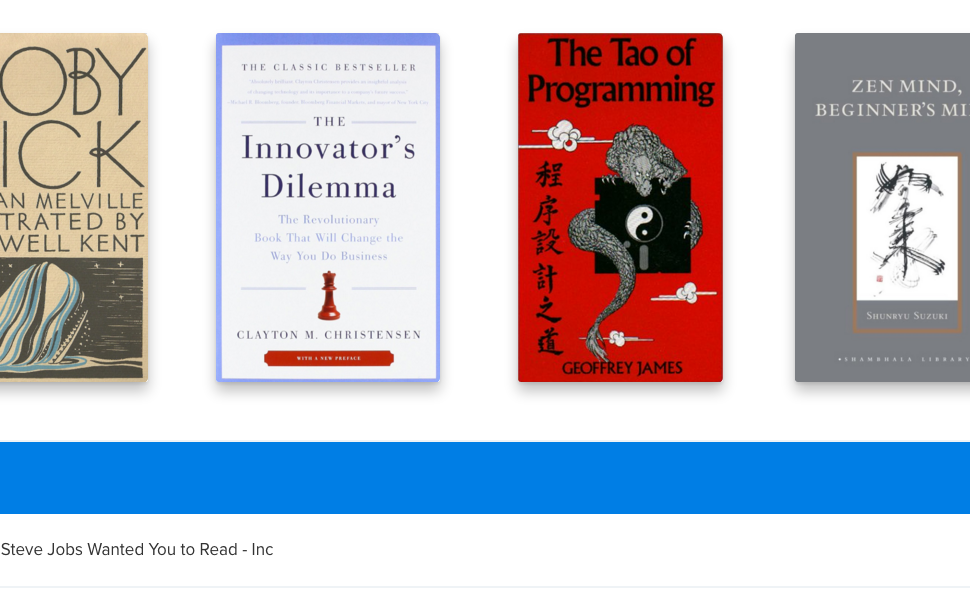 OBY
ICK
AN MELVILLE
TRATED BY
WELL KENT
THE CLASSIC BESTSELLER
THE
Innovator's
Dilemma
The Revolutionary
Book That Will Change the
Way You Do Business
CLAYTON M. CHRISTENSEN
WITH A NEW PREFACE
The Tao of
Programming
程
序
設
計
之
道
GEOFFREY JAMES
ZEN MIND,
BEGINNER'S MI
SHUNRYU SUZUKI
•SHAMBHALA LIBRARY
Steve Jobs Wanted You to Read - Inc